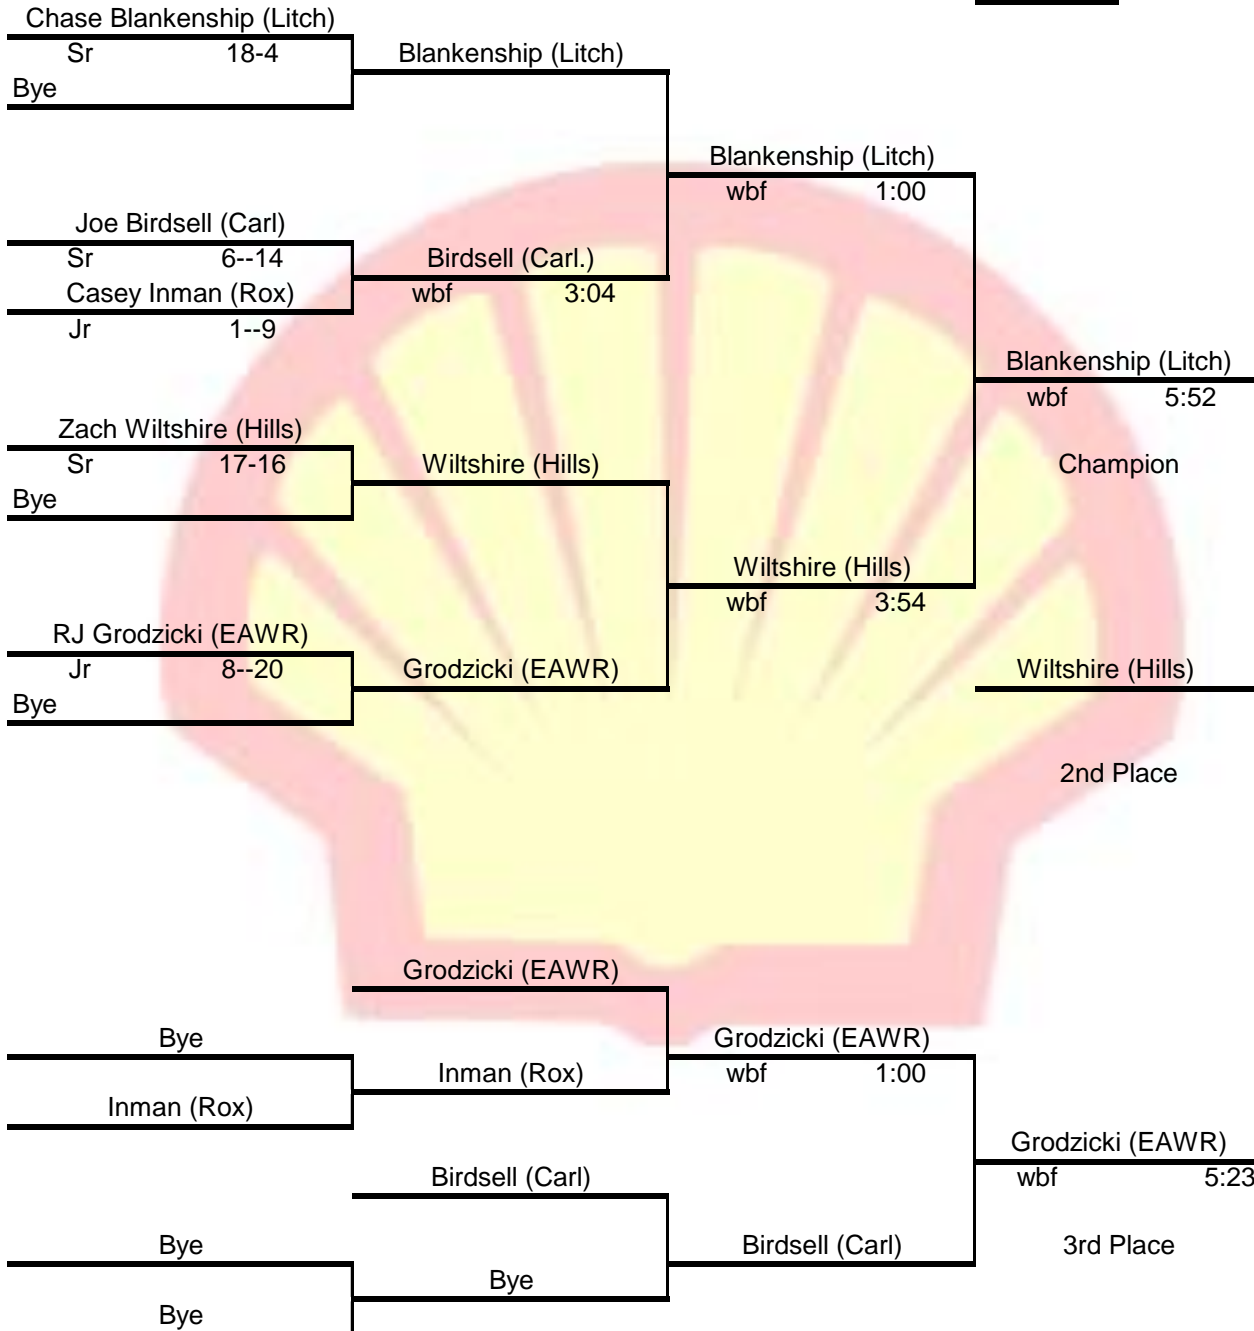 Chase Blankenship (Litch)
Sr 18-4 Blankenship (Litch)
Bye
Blankenship (Litch)
wbf 1:00
Joe Birdsell (Carl)
Sr 6--14 Birdsell (Carl.)
Casey Inman (Rox) wbf 3:04
Jr 1--9
Blankenship (Litch)
wbf 5:52
Zach Wiltshire (Hills)
Sr 17-16 Wiltshire (Hills) Champion
Bye
Wiltshire (Hills)
wbf 3:54
RJ Grodzicki (EAWR)
Jr 8--20 Grodzicki (EAWR) Wiltshire (Hills)
Bye
2nd Place
Grodzicki (EAWR)
Bye Grodzicki (EAWR)
Inman (Rox) wbf 1:00
Inman (Rox)
Grodzicki (EAWR)
Birdsell (Carl) wbf 5:23
Bye Birdsell (Carl) 3rd Place
Bye
Bye